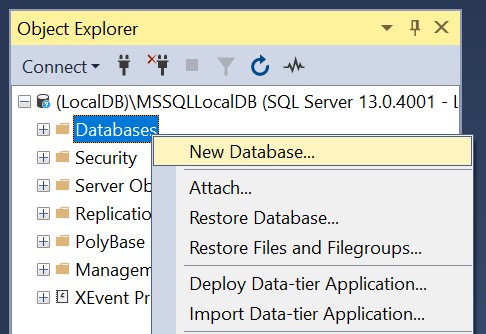 Object Explorer
Connect
(LocalDB)\MSSQLLocalDB (SQL Server 13.0.4001 - L
Databases
Security
Server Ob
Replicatio
PolyBase
Managem
XEvent Pr
New Database...
Attach...
Restore Database...
Restore Files and Filegroups...
Deploy Data-tier Application...
Import Data-tier Application...